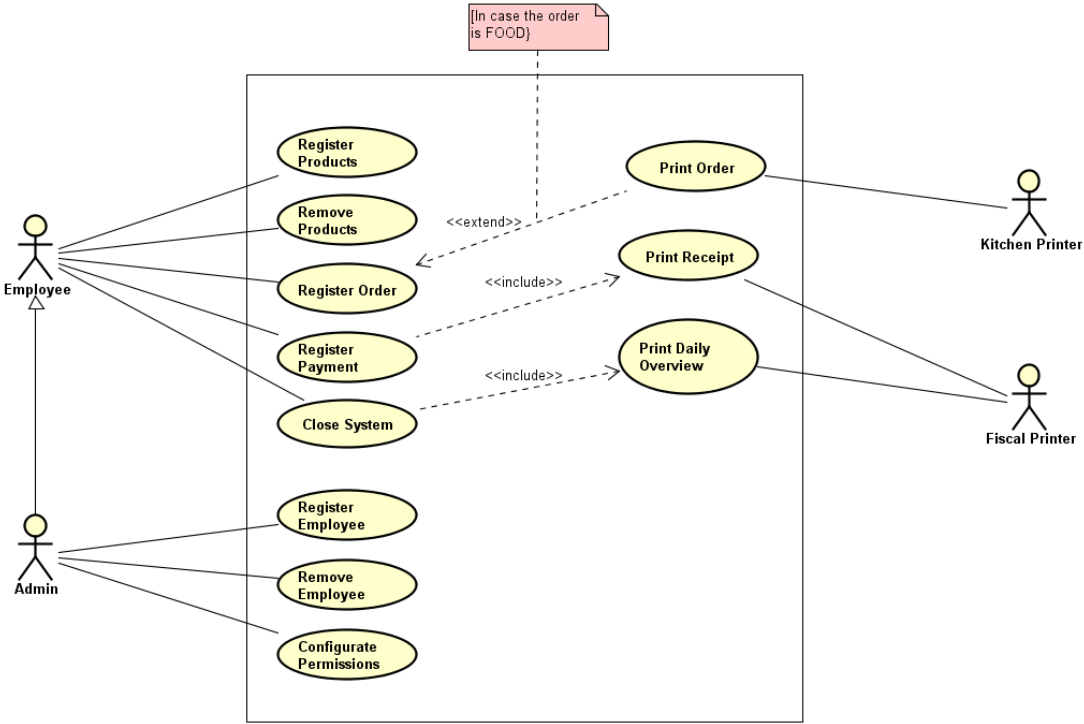 [In case the order
is FOOD}
Register
Products
Print Order
Remove
Products
<<extend>>
Kitchen Printer
Print Receipt
Employee
Register Order
<<include>>
Register
Payment
Print Daily
Overview
<<include>>
Close System
Fiscal Printer
Register
Employee
Admin
Remove
Employee
Configurate
Permissions